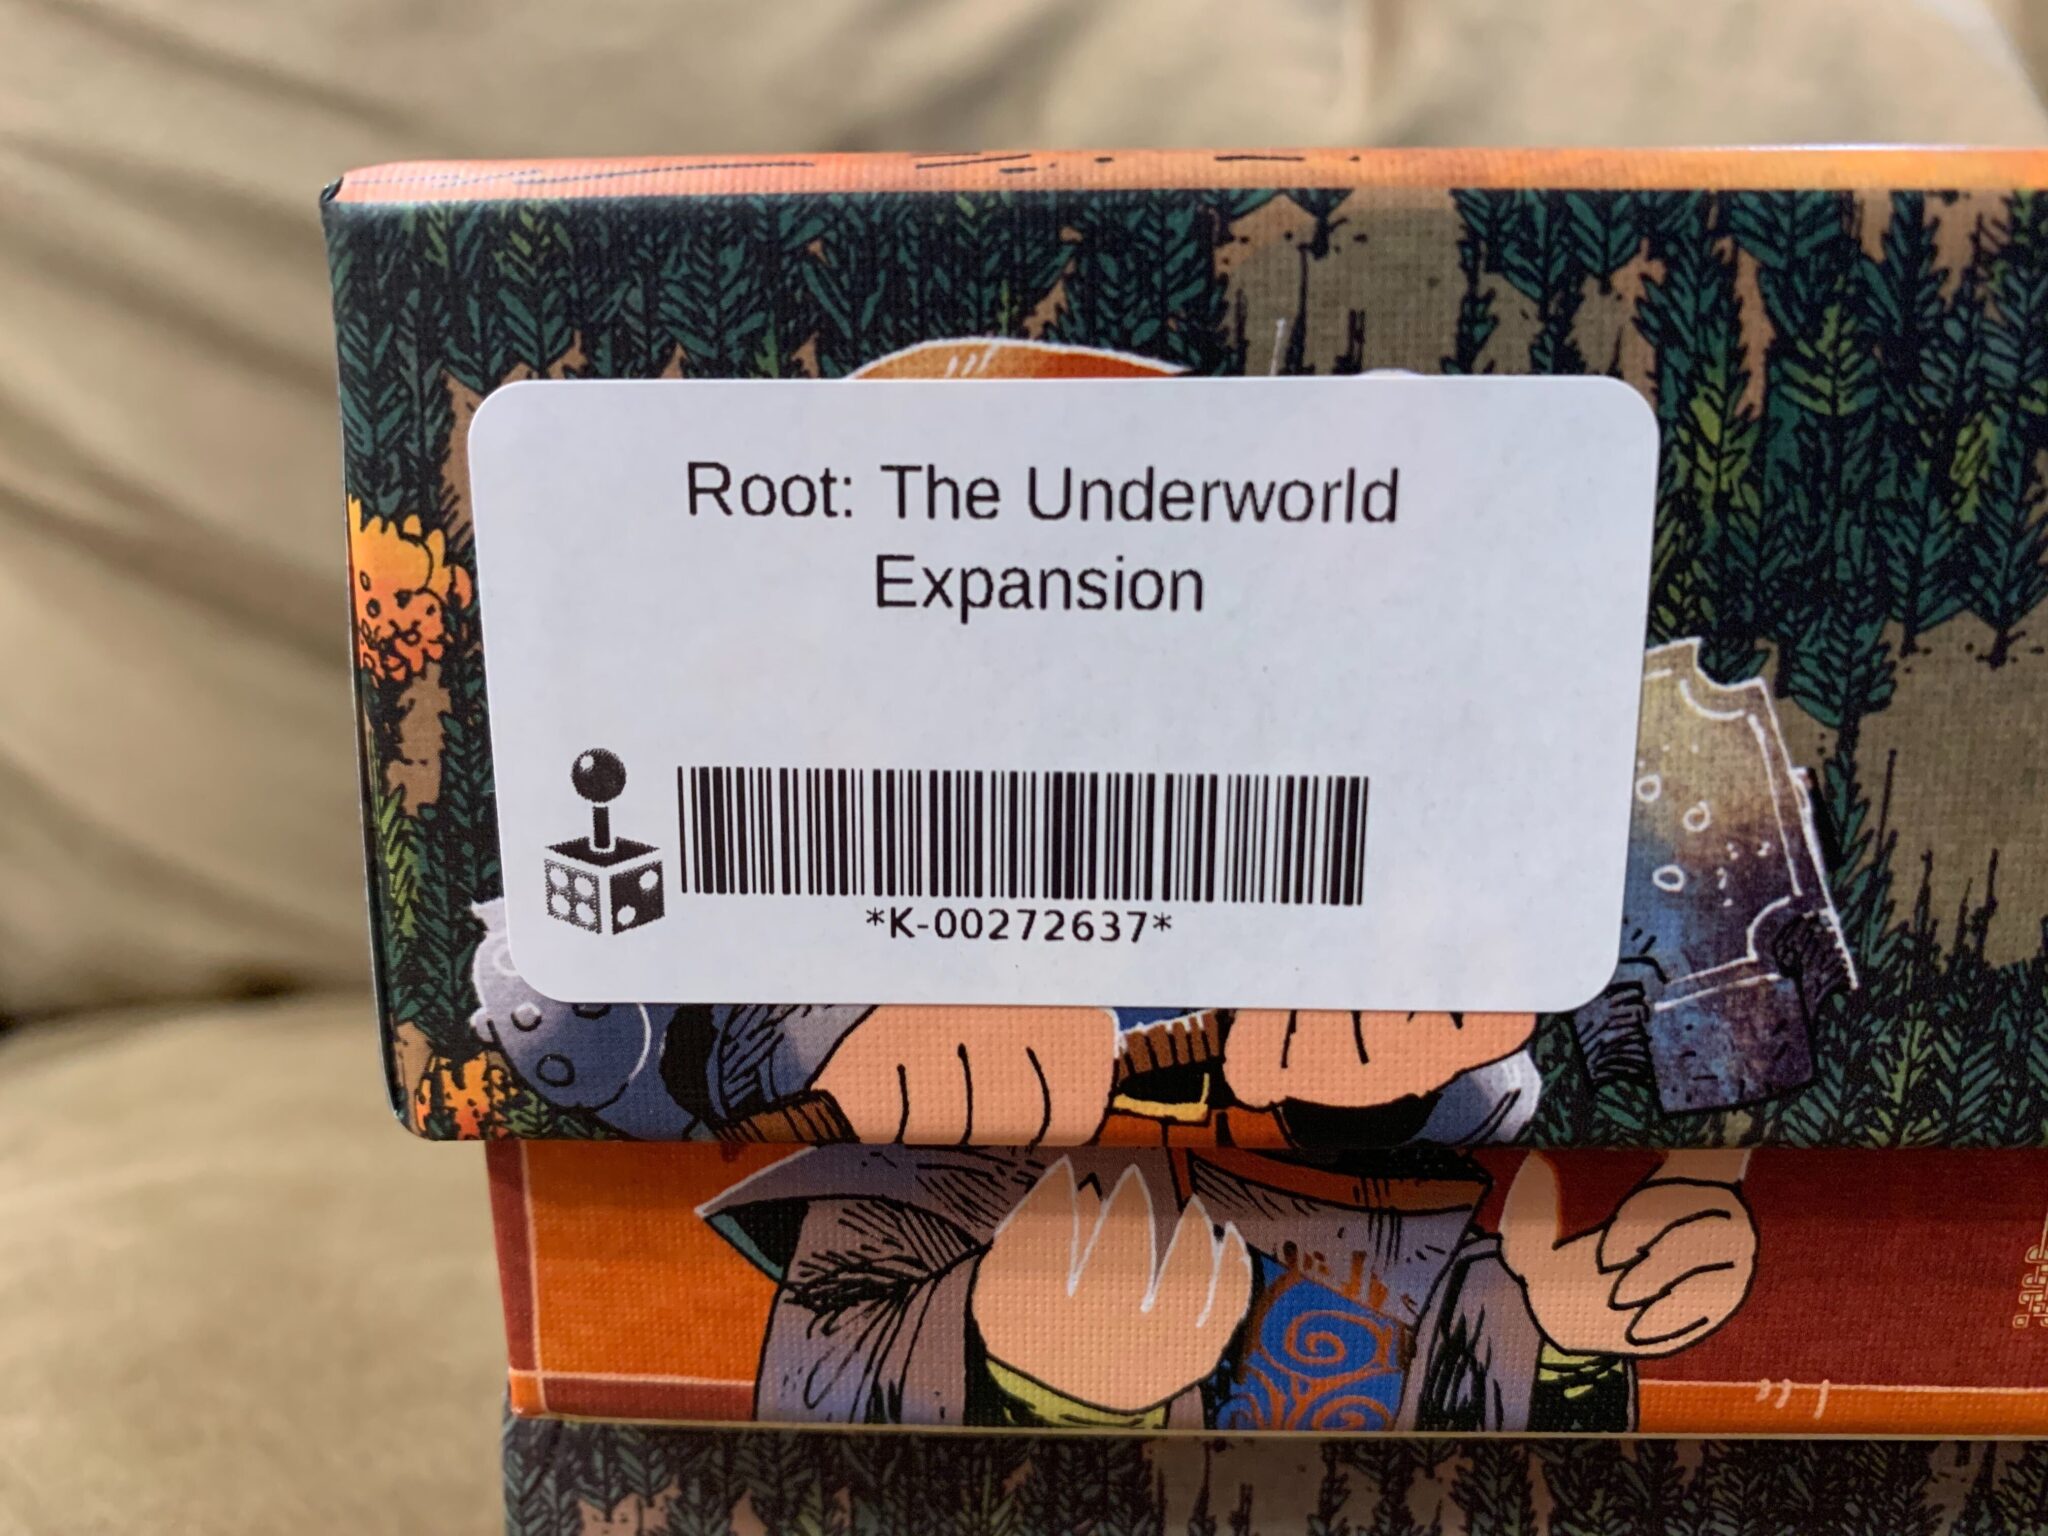 Root: The Underworld
Expansion
*K-00272637*